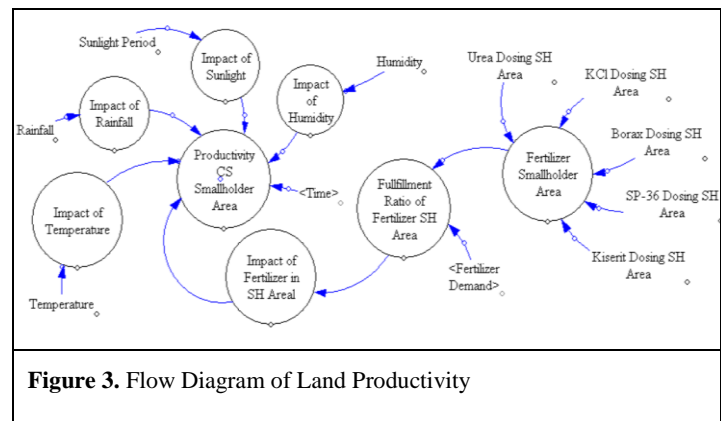 Sunlight Period
Impact of
Sunlight
Humidity
Impact
of
Humidity
Urea Dosing SH
Area
KCl Dosing SH
Area
Rainfall
Impact of
Rainfall
Borax Dosing SH
Area
Productivity
CS
Smallholder
Area
Fertilizer
Smallholder
Area
<Time>
Fullfillment
Ratio of
Fertilizer SH
Area
SP-36 Dosing SH
Area
Impact of
Temperature
Kiserit Dosing SH
Area
Impact of
Fertilizer in
SH Areal
<Fertilizer
Demand>
Temperature
Figure 3. Flow Diagram of Land Productivity